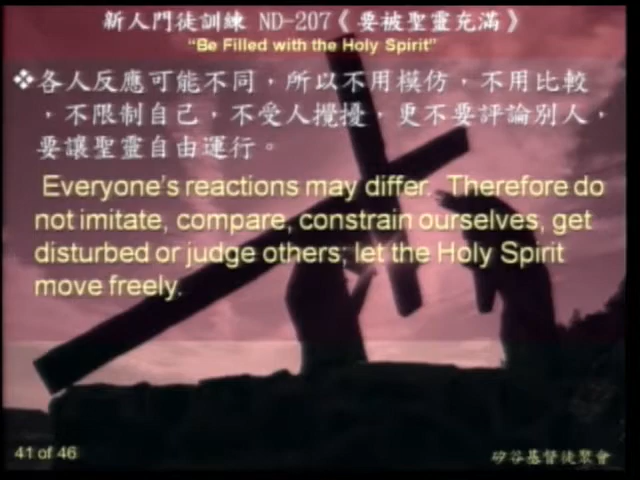 新人門徒訓練 ND-207《要被聖靈充滿》
“Be Filled with the Holy Spirit”
❖各人反應可能不同，所以不用模仿，不用比較
，不限制自己，不受人攪擾，更不要評論別人，
要讓聖靈自由運行。
Everyone’s reactions may differ. Therefore do
not imitate, compare, constrain ourselves, get
disturbed or judge others; let the Holy Spirit
move freely.
41 of 46
矽谷基督徒聚會